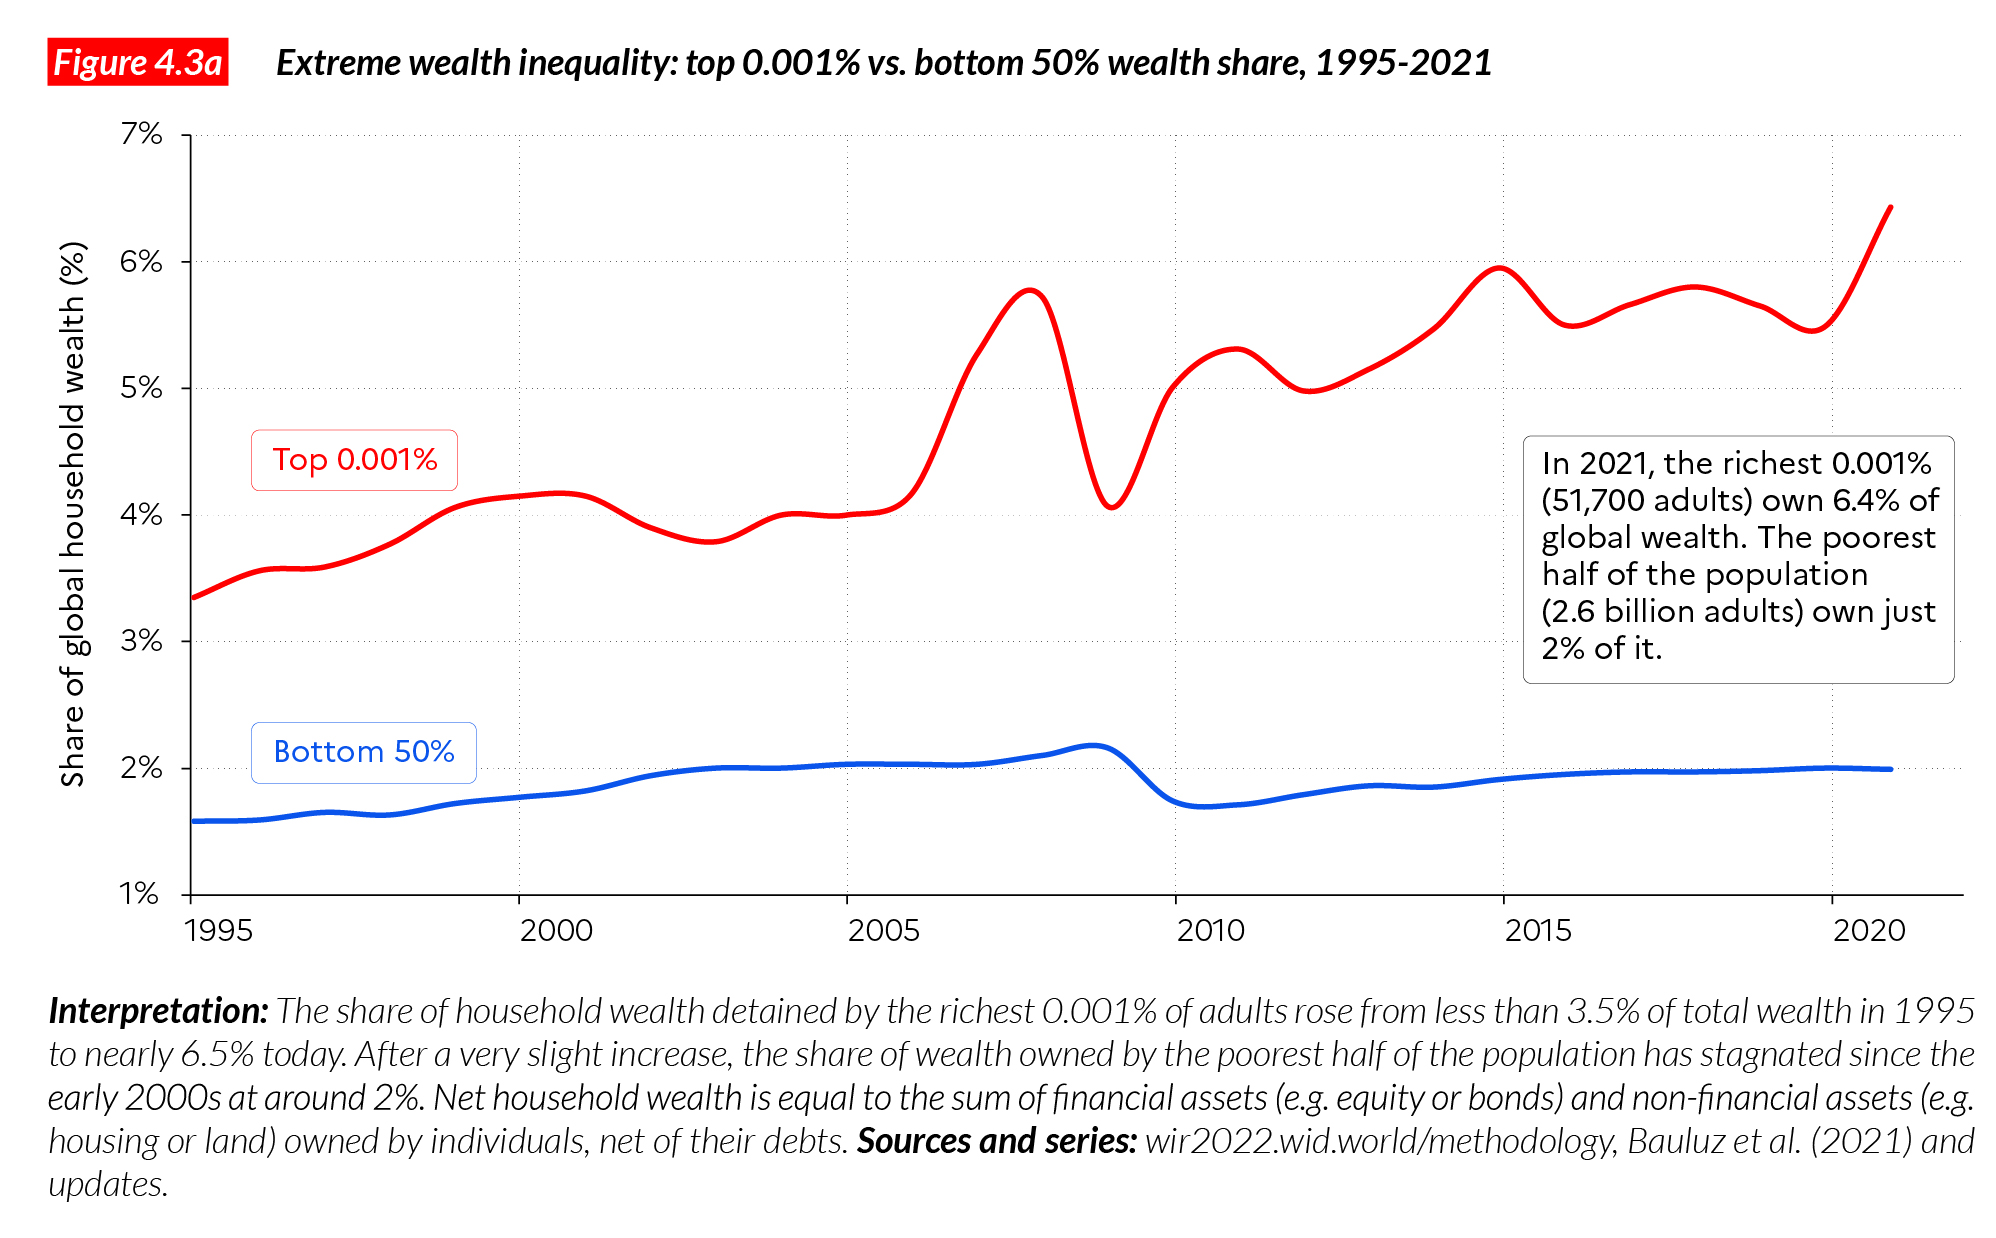 Figure 4.3a
Extreme wealth inequality: top 0.001% vs. bottom 50% wealth share, 1995-2021
Share of global household wealth (%)
7%
6%
5%
4%
3%
2%
1%
Top 0.001%
Bottom 50%
In 2021, the richest 0.001%
(51,700 adults) own 6.4% of
global wealth. The poorest
half of the population
(2.6 billion adults) own just
2% of it.
1995
2000
2005
2010
2015
2020
Interpretation: The share of household wealth detained by the richest 0.001% of adults rose from less than 3.5% of total wealth in 1995
to nearly 6.5% today. After a very slight increase, the share of wealth owned by the poorest half of the population has stagnated since the
early 2000s at around 2%. Net household wealth is equal to the sum of financial assets (e.g. equity or bonds) and non-financial assets (e.g.
housing or land) owned by individuals, net of their debts. Sources and series: wir2022.wid.world/methodology, Bauluz et al. (2021) and
updates.